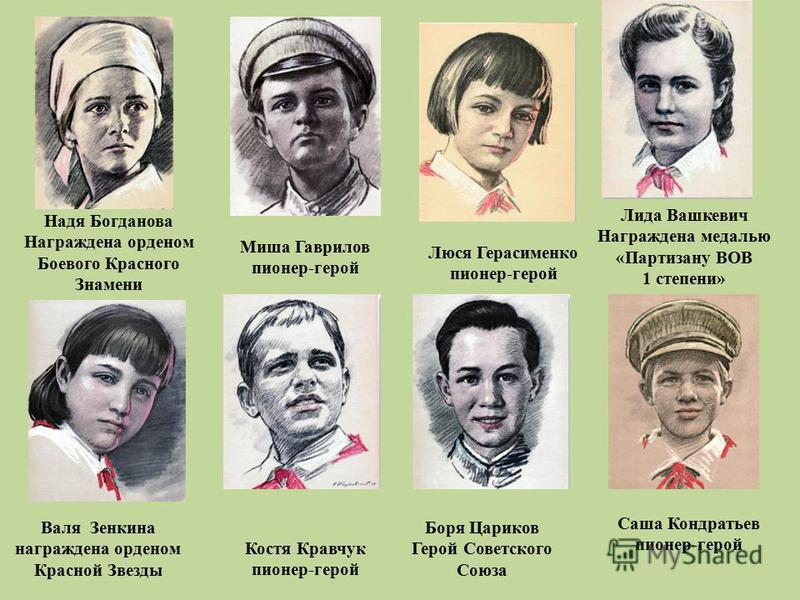 Надя Богданова
Награждена орденом
Боевого Красного
Знамени
Миша Гаврилов
пионер-герой
Люся Герасименко
пионер-герой
Лида Вашкевич
Награждена медалью
«Партизану ВОВ
1 степени»
Валя Зенкина
награждена орденом
Красной Звезды
Костя Кравчук
пионер-герой
Боря Цариков
Герой Советского
Союза
Саша Кондратьев
пионер-герой
MyShared